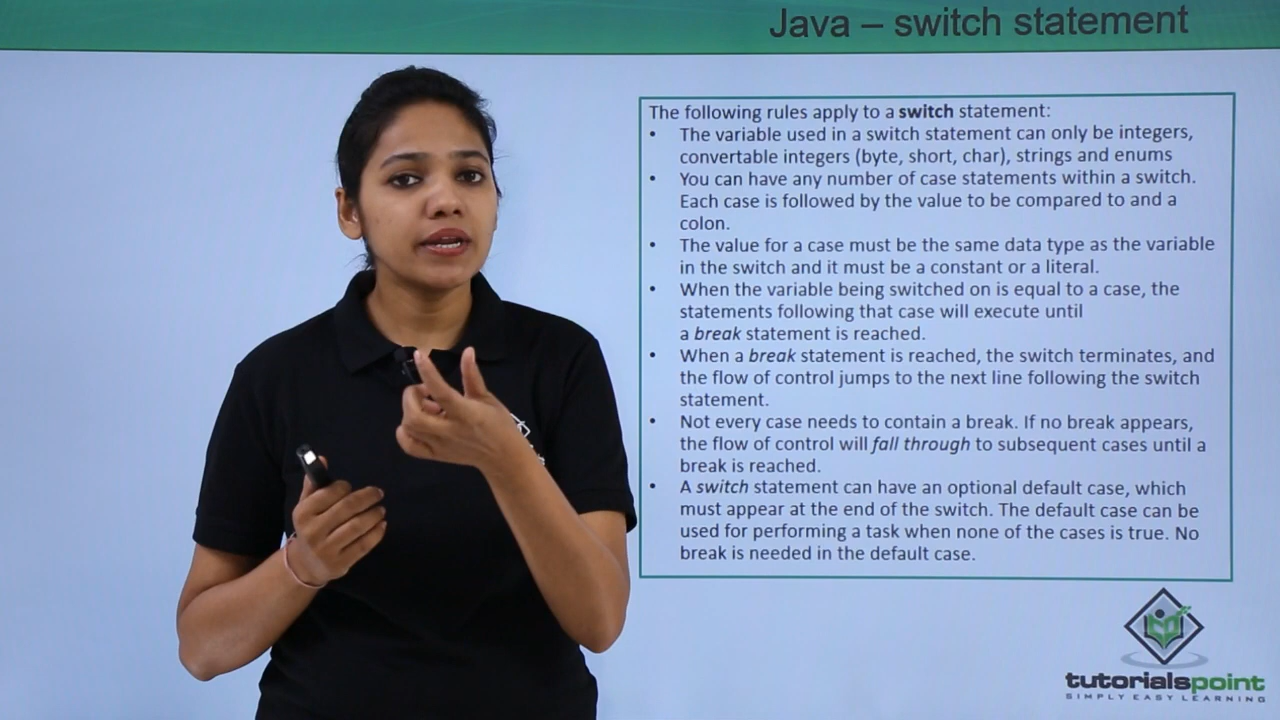 Java – switch statement
The following rules apply to a switch statement:
• The variable used in a switch statement can only be integers,
convertable integers (byte, short, char), strings and enums
• You can have any number of case statements within a switch.
Each case is followed by the value to be compared to and a
colon.
• The value for a case must be the same data type as the variable
in the switch and it must be a constant or a literal.
• When the variable being switched on is equal to a case, the
statements following that case will execute until
a break statement is reached.
• When a break statement is reached, the switch terminates, and
the flow of control jumps to the next line following the switch
statement.
• Not every case needs to contain a break. If no break appears,
the flow of control will fall through to subsequent cases until a
break is reached.
• A switch statement can have an optional default case, which
must appear at the end of the switch. The default case can be
used for performing a task when none of the cases is true. No
break is needed in the default case.
tutorialspoint
SIMPLY EASY LEARNING